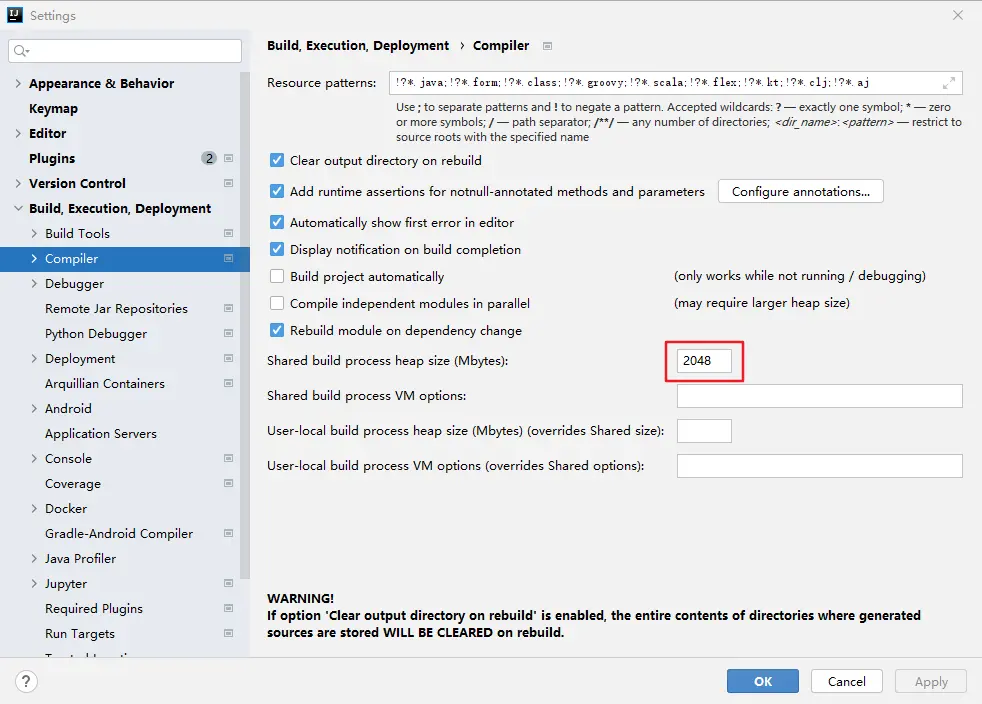 IJ
Settings
Appearance & Behavior
Keymap
Editor
Plugins 2
Version Control
Build, Execution, Deployment
Build Tools
Compiler
Debugger
Remote Jar Repositories
Python Debugger
Deployment
Arquillian Containers
Android
Application Servers
Console
Coverage
Docker
Gradle-Android Compiler
Java Profiler
Jupyter
Required Plugins
Run Targets
Build, Execution, Deployment › Compiler
Resource patterns: !?*.java;!?*.form;!?*.class;!?*.groovy;!?*.scala;!?*.flex;!?*.kt;!?*.clj;!?*.aj
Use ; to separate patterns and ! to negate a pattern. Accepted wildcards: ? — exactly one symbol; * — zero
or more symbols; / — path separator; /**/ — any number of directories; <dir_name>:<pattern> — restrict to
source roots with the specified name
Clear output directory on rebuild
Add runtime assertions for notnull-annotated methods and parameters Configure annotations...
Automatically show first error in editor
Display notification on build completion
Build project automatically (only works while not running / debugging)
Compile independent modules in parallel (may require larger heap size)
Rebuild module on dependency change
Shared build process heap size (Mbytes): 2048
Shared build process VM options:
User-local build process heap size (Mbytes) (overrides Shared size):
User-local build process VM options (overrides Shared options):
WARNING!
If option 'Clear output directory on rebuild' is enabled, the entire contents of directories where generated
sources are stored WILL BE CLEARED on rebuild.
? OK Cancel Apply